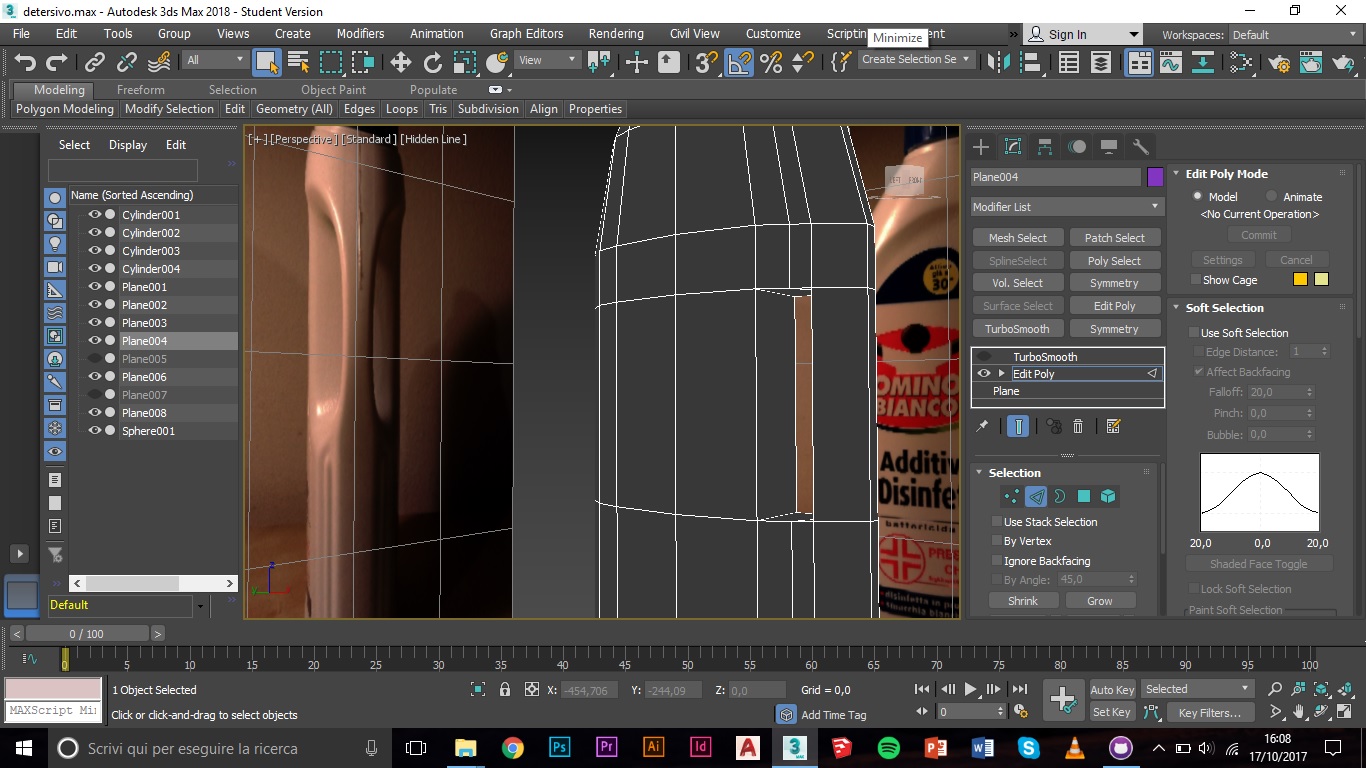 detersivo.max - Autodesk 3ds Max 2018 - Student Version
File Edit Tools Group Views Create Modifiers Animation Graph Editors Rendering Civil View Customize Scriptin Minimize ent » Sign In Workspaces: Default
All View Create Selection Se
Modeling Freeform Selection Object Paint Populate
Polygon Modeling Modify Selection Edit Geometry (All) Edges Loops Tris Subdivision Align Properties
Select Display Edit
[+] [Perspective ] [Standard ] [Hidden Line ]
Name (Sorted Ascending)
Cylinder001
Cylinder002
Cylinder003
Cylinder004
Plane001
Plane002
Plane003
Plane004
Plane005
Plane006
Plane007
Plane008
Sphere001
Default
30°
OMINO
BIANCO
Additiv
Disinfe
battericida
Plane004
Modifier List
Mesh Select Patch Select
SplineSelect Poly Select
Vol. Select Symmetry
Surface Select Edit Poly
TurboSmooth Symmetry
TurboSmooth
Edit Poly
Plane
Selection
Use Stack Selection
By Vertex
Ignore Backfacing
By Angle: 45,0
Shrink Grow
Edit Poly Mode
Model Animate
<No Current Operation>
Commit
Settings Cancel
Show Cage
Soft Selection
Use Soft Selection
Edge Distance: 1
Affect Backfacing
Falloff: 20,0
Pinch: 0,0
Bubble: 0,0
20,0 0,0 20,0
Shaded Face Toggle
Lock Soft Selection
Paint Soft Selection
< 0 / 100 >
0 5 10 15 20 25 30 35 40 45 50 55 60 65 70 75 80 85 90 95 100
1 Object Selected X: -454,706 Y: -244,09 Z: 0,0 Grid = 0,0 Auto Key Selected
MAXScript Mi Click or click-and-drag to select objects Add Time Tag 0 Set Key Key Filters...
Scrivi qui per eseguire la ricerca
16:08
17/10/2017